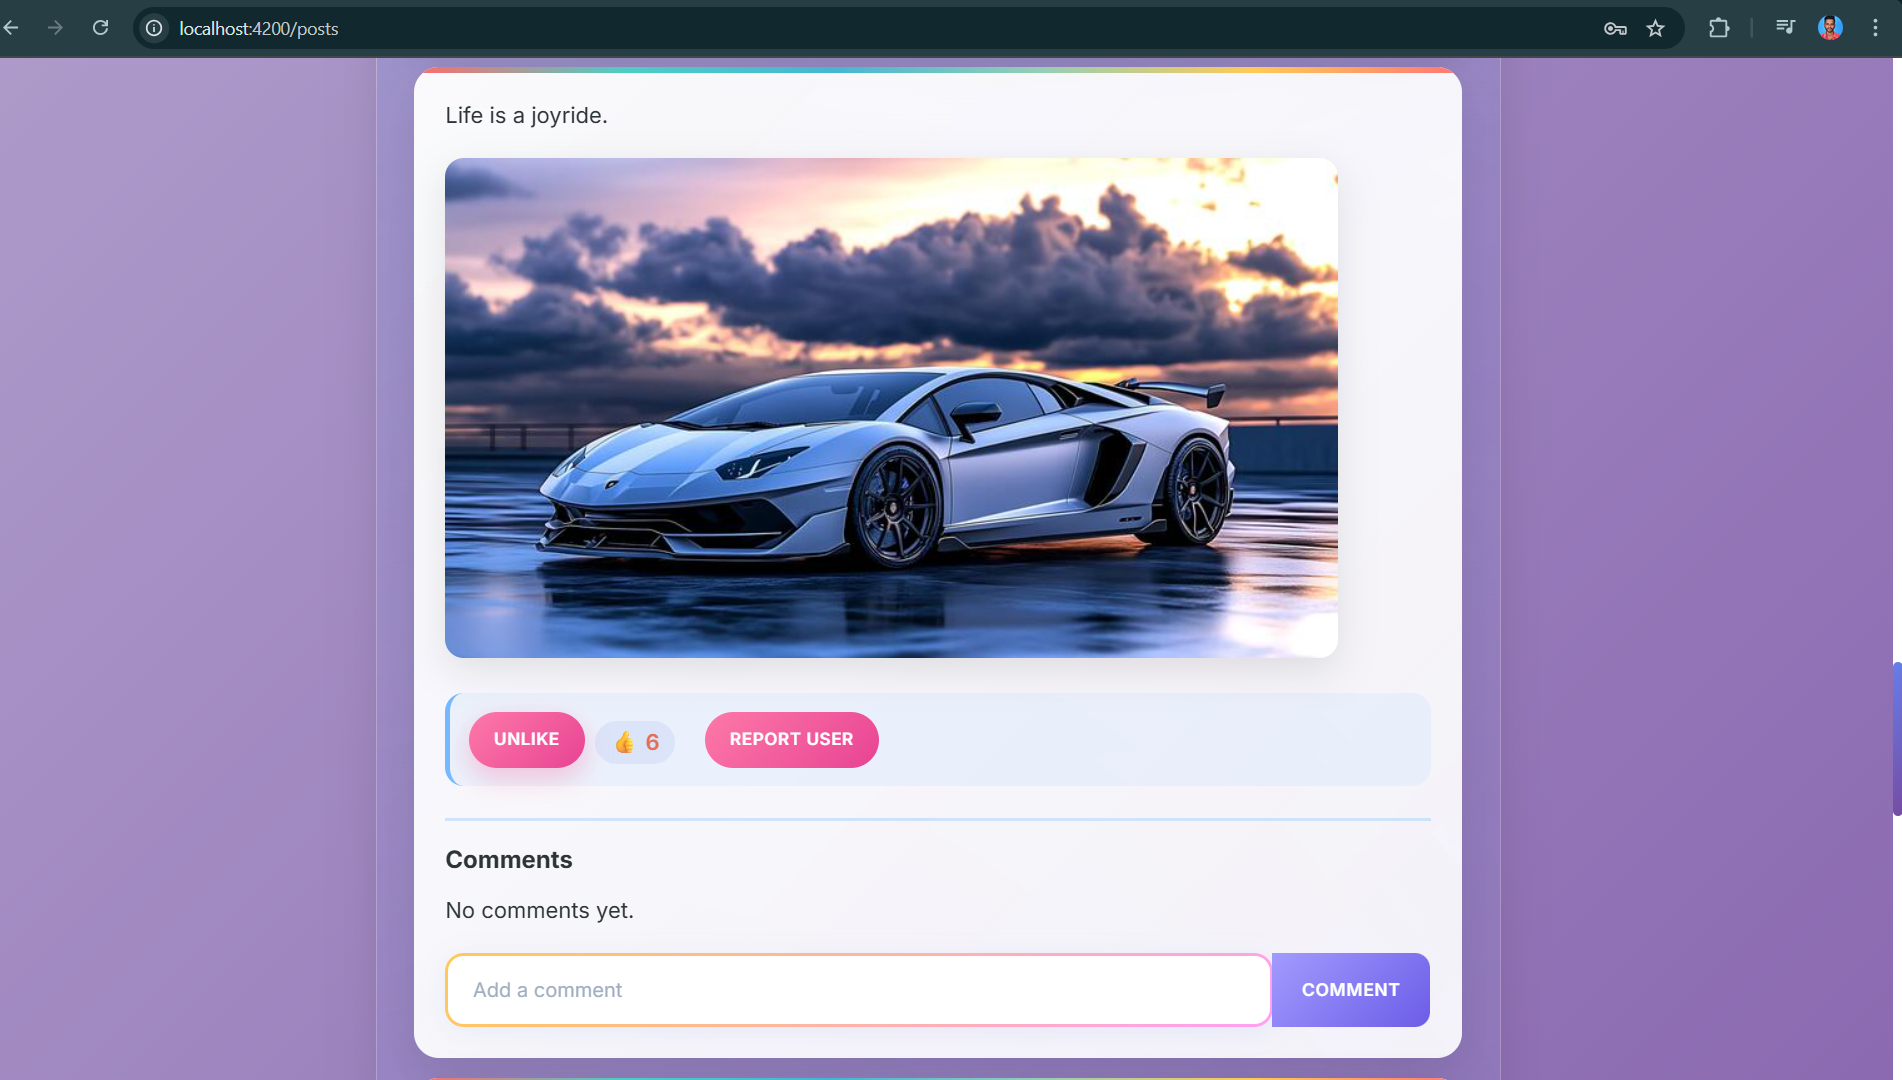 localhost:4200/posts
Life is a joyride.
UNLIKE
👍 6
REPORT USER
Comments
No comments yet.
Add a comment
COMMENT